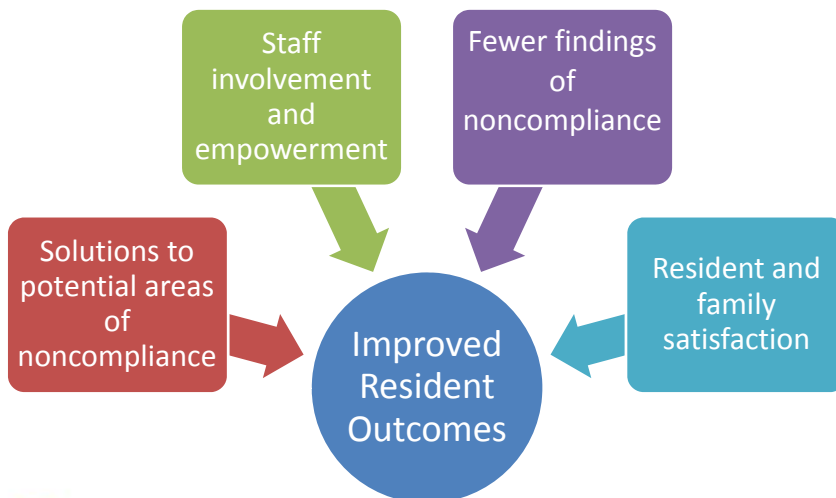 Staff
involvement
and
empowerment
Fewer findings
of
noncompliance
Solutions to
potential areas
of
noncompliance
Resident and
family
satisfaction
Improved
Resident
Outcomes